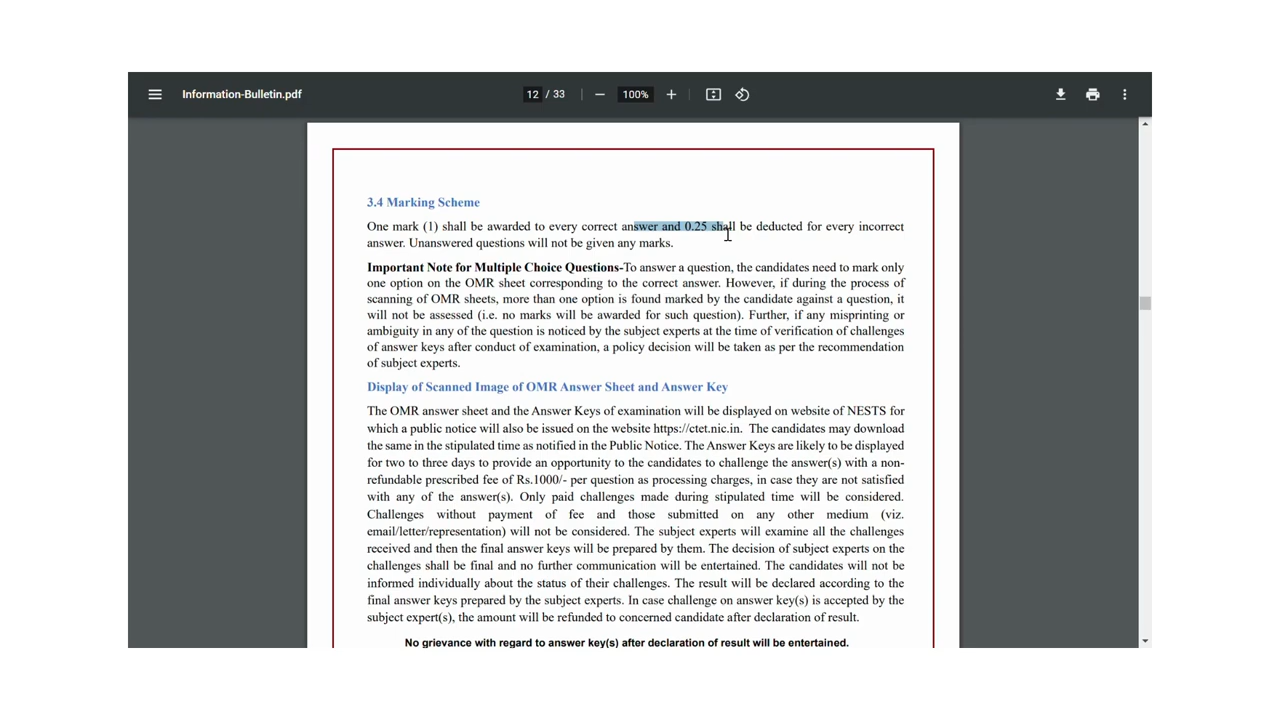 Information-Bulletin.pdf
12 / 33
100%
3.4 Marking Scheme
One mark (1) shall be awarded to every correct answer and 0.25 shall be deducted for every incorrect
answer. Unanswered questions will not be given any marks.
Important Note for Multiple Choice Questions-To answer a question, the candidates need to mark only
one option on the OMR sheet corresponding to the correct answer. However, if during the process of
scanning of OMR sheets, more than one option is found marked by the candidate against a question, it
will not be assessed (i.e. no marks will be awarded for such question). Further, if any misprinting or
ambiguity in any of the question is noticed by the subject experts at the time of verification of challenges
of answer keys after conduct of examination, a policy decision will be taken as per the recommendation
of subject experts.
Display of Scanned Image of OMR Answer Sheet and Answer Key
The OMR answer sheet and the Answer Keys of examination will be displayed on website of NESTS for
which a public notice will also be issued on the website https://ctet.nic.in. The candidates may download
the same in the stipulated time as notified in the Public Notice. The Answer Keys are likely to be displayed
for two to three days to provide an opportunity to the candidates to challenge the answer(s) with a non-
refundable prescribed fee of Rs.1000/- per question as processing charges, in case they are not satisfied
with any of the answer(s). Only paid challenges made during stipulated time will be considered.
Challenges without payment of fee and those submitted on any other medium (viz.
email/letter/representation) will not be considered. The subject experts will examine all the challenges
received and then the final answer keys will be prepared by them. The decision of subject experts on the
challenges shall be final and no further communication will be entertained. The candidates will not be
informed individually about the status of their challenges. The result will be declared according to the
final answer keys prepared by the subject experts. In case challenge on answer key(s) is accepted by the
subject expert(s), the amount will be refunded to concerned candidate after declaration of result.
No grievance with regard to answer key(s) after declaration of result will be entertained.